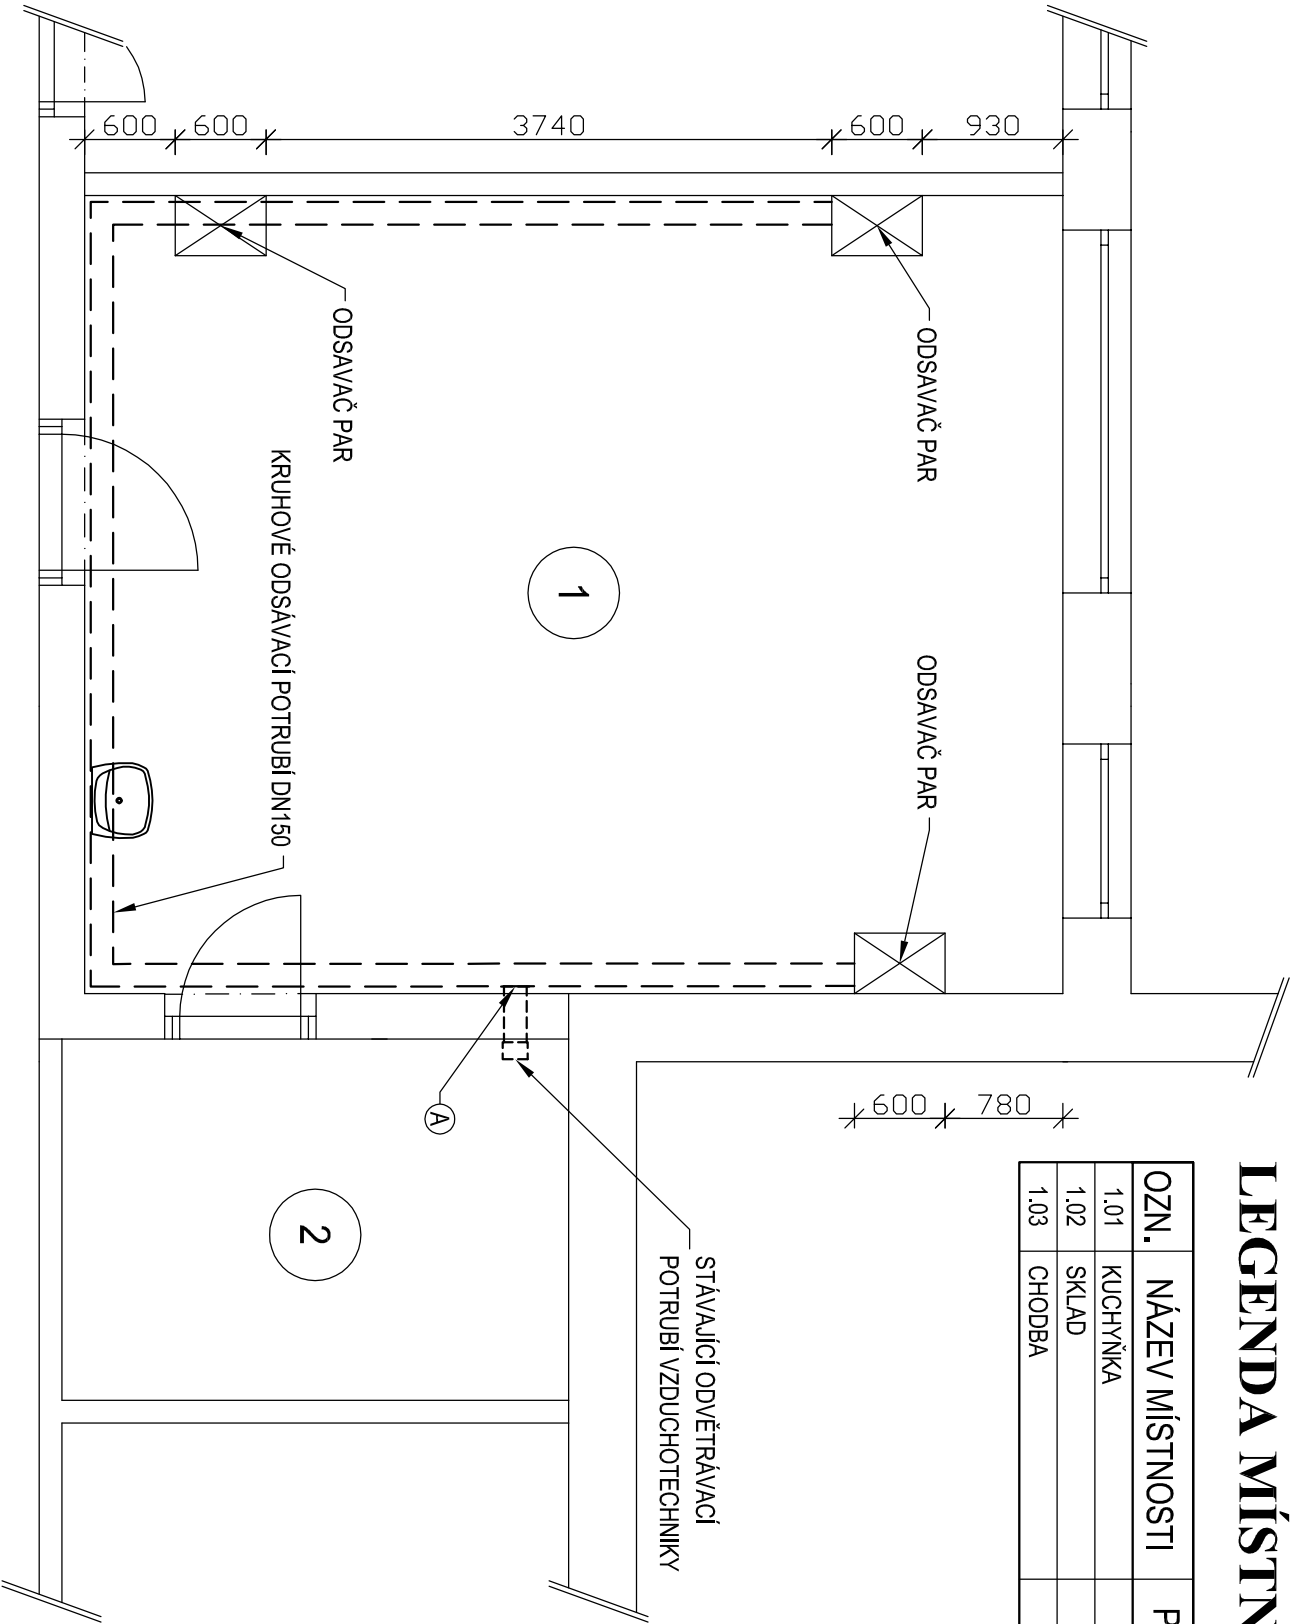 LEGENDA MÍSTN
OZN. NÁZEV MÍSTNOSTI P
1.01 KUCHYŇKA
1.02 SKLAD
1.03 CHODBA
600 600 3740 600 930
600 780
ODSAVAČ PAR
ODSAVAČ PAR
ODSAVAČ PAR
KRUHOVÉ ODSÁVACÍ POTRUBÍ DN150
STÁVAJÍCÍ ODVĚTRÁVACÍ
POTRUBÍ VZDUCHOTECHNIKY
1
2
A